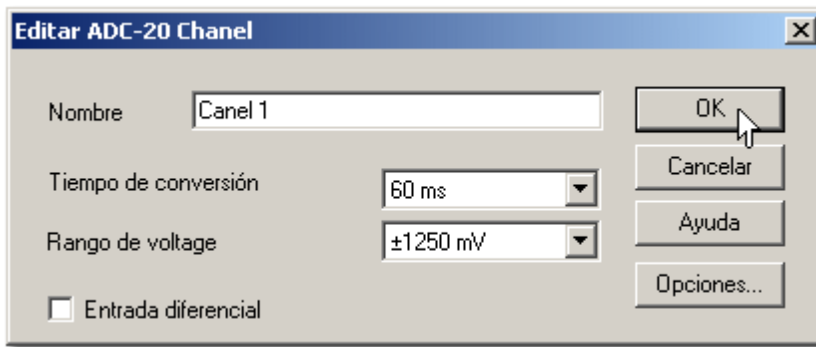 Editar ADC-20 Chanel
Nombre
Canel 1
OK
Cancelar
Tiempo de conversión
60 ms
Ayuda
Rango de voltage
±1250 mV
Opciones...
Entrada diferencial